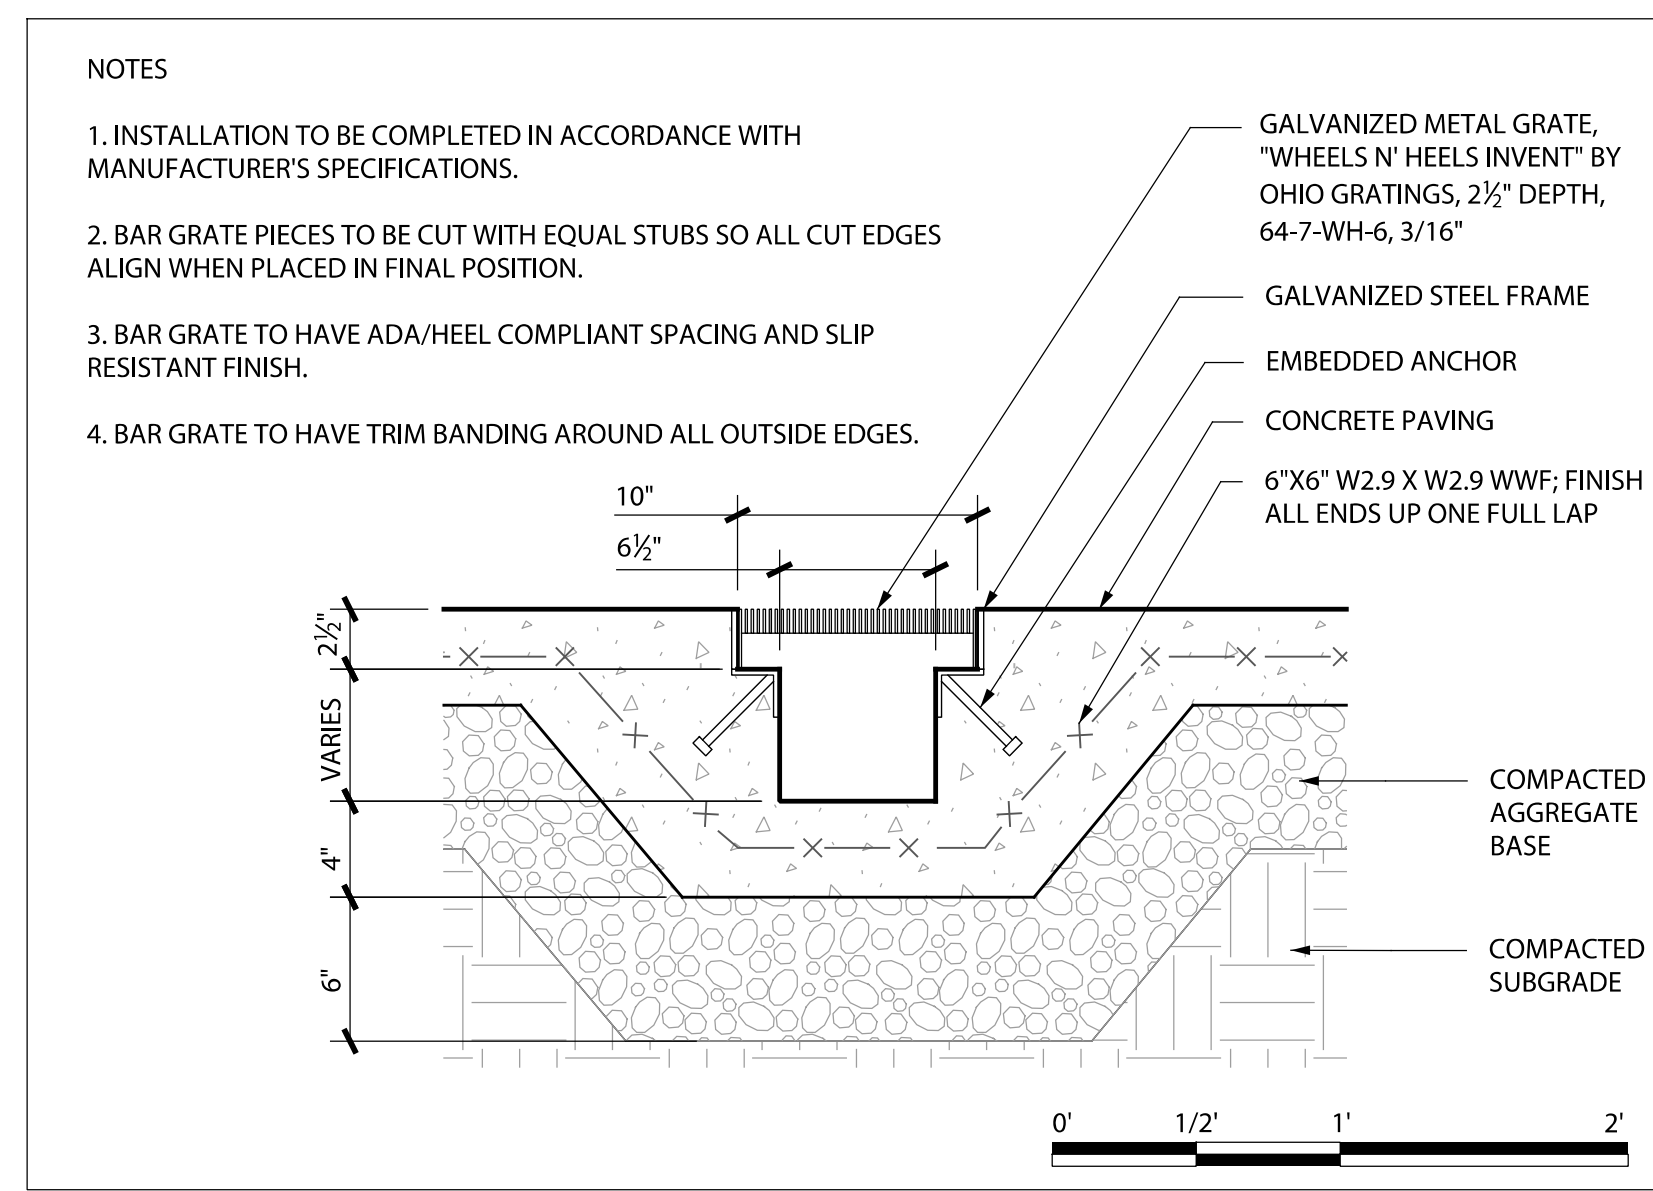 NOTES
1. INSTALLATION TO BE COMPLETED IN ACCORDANCE WITH
MANUFACTURER'S SPECIFICATIONS.
2. BAR GRATE PIECES TO BE CUT WITH EQUAL STUBS SO ALL CUT EDGES
ALIGN WHEN PLACED IN FINAL POSITION.
3. BAR GRATE TO HAVE ADA/HEEL COMPLIANT SPACING AND SLIP
RESISTANT FINISH.
4. BAR GRATE TO HAVE TRIM BANDING AROUND ALL OUTSIDE EDGES.
GALVANIZED METAL GRATE,
"WHEELS N' HEELS INVENT" BY
OHIO GRATINGS, 2½" DEPTH,
64-7-WH-6, 3/16"
GALVANIZED STEEL FRAME
EMBEDDED ANCHOR
CONCRETE PAVING
6"X6" W2.9 X W2.9 WWF; FINISH
ALL ENDS UP ONE FULL LAP
10"
6½"
2½"
VARIES
4"
6"
COMPACTED
AGGREGATE
BASE
COMPACTED
SUBGRADE
0' 1/2' 1' 2'